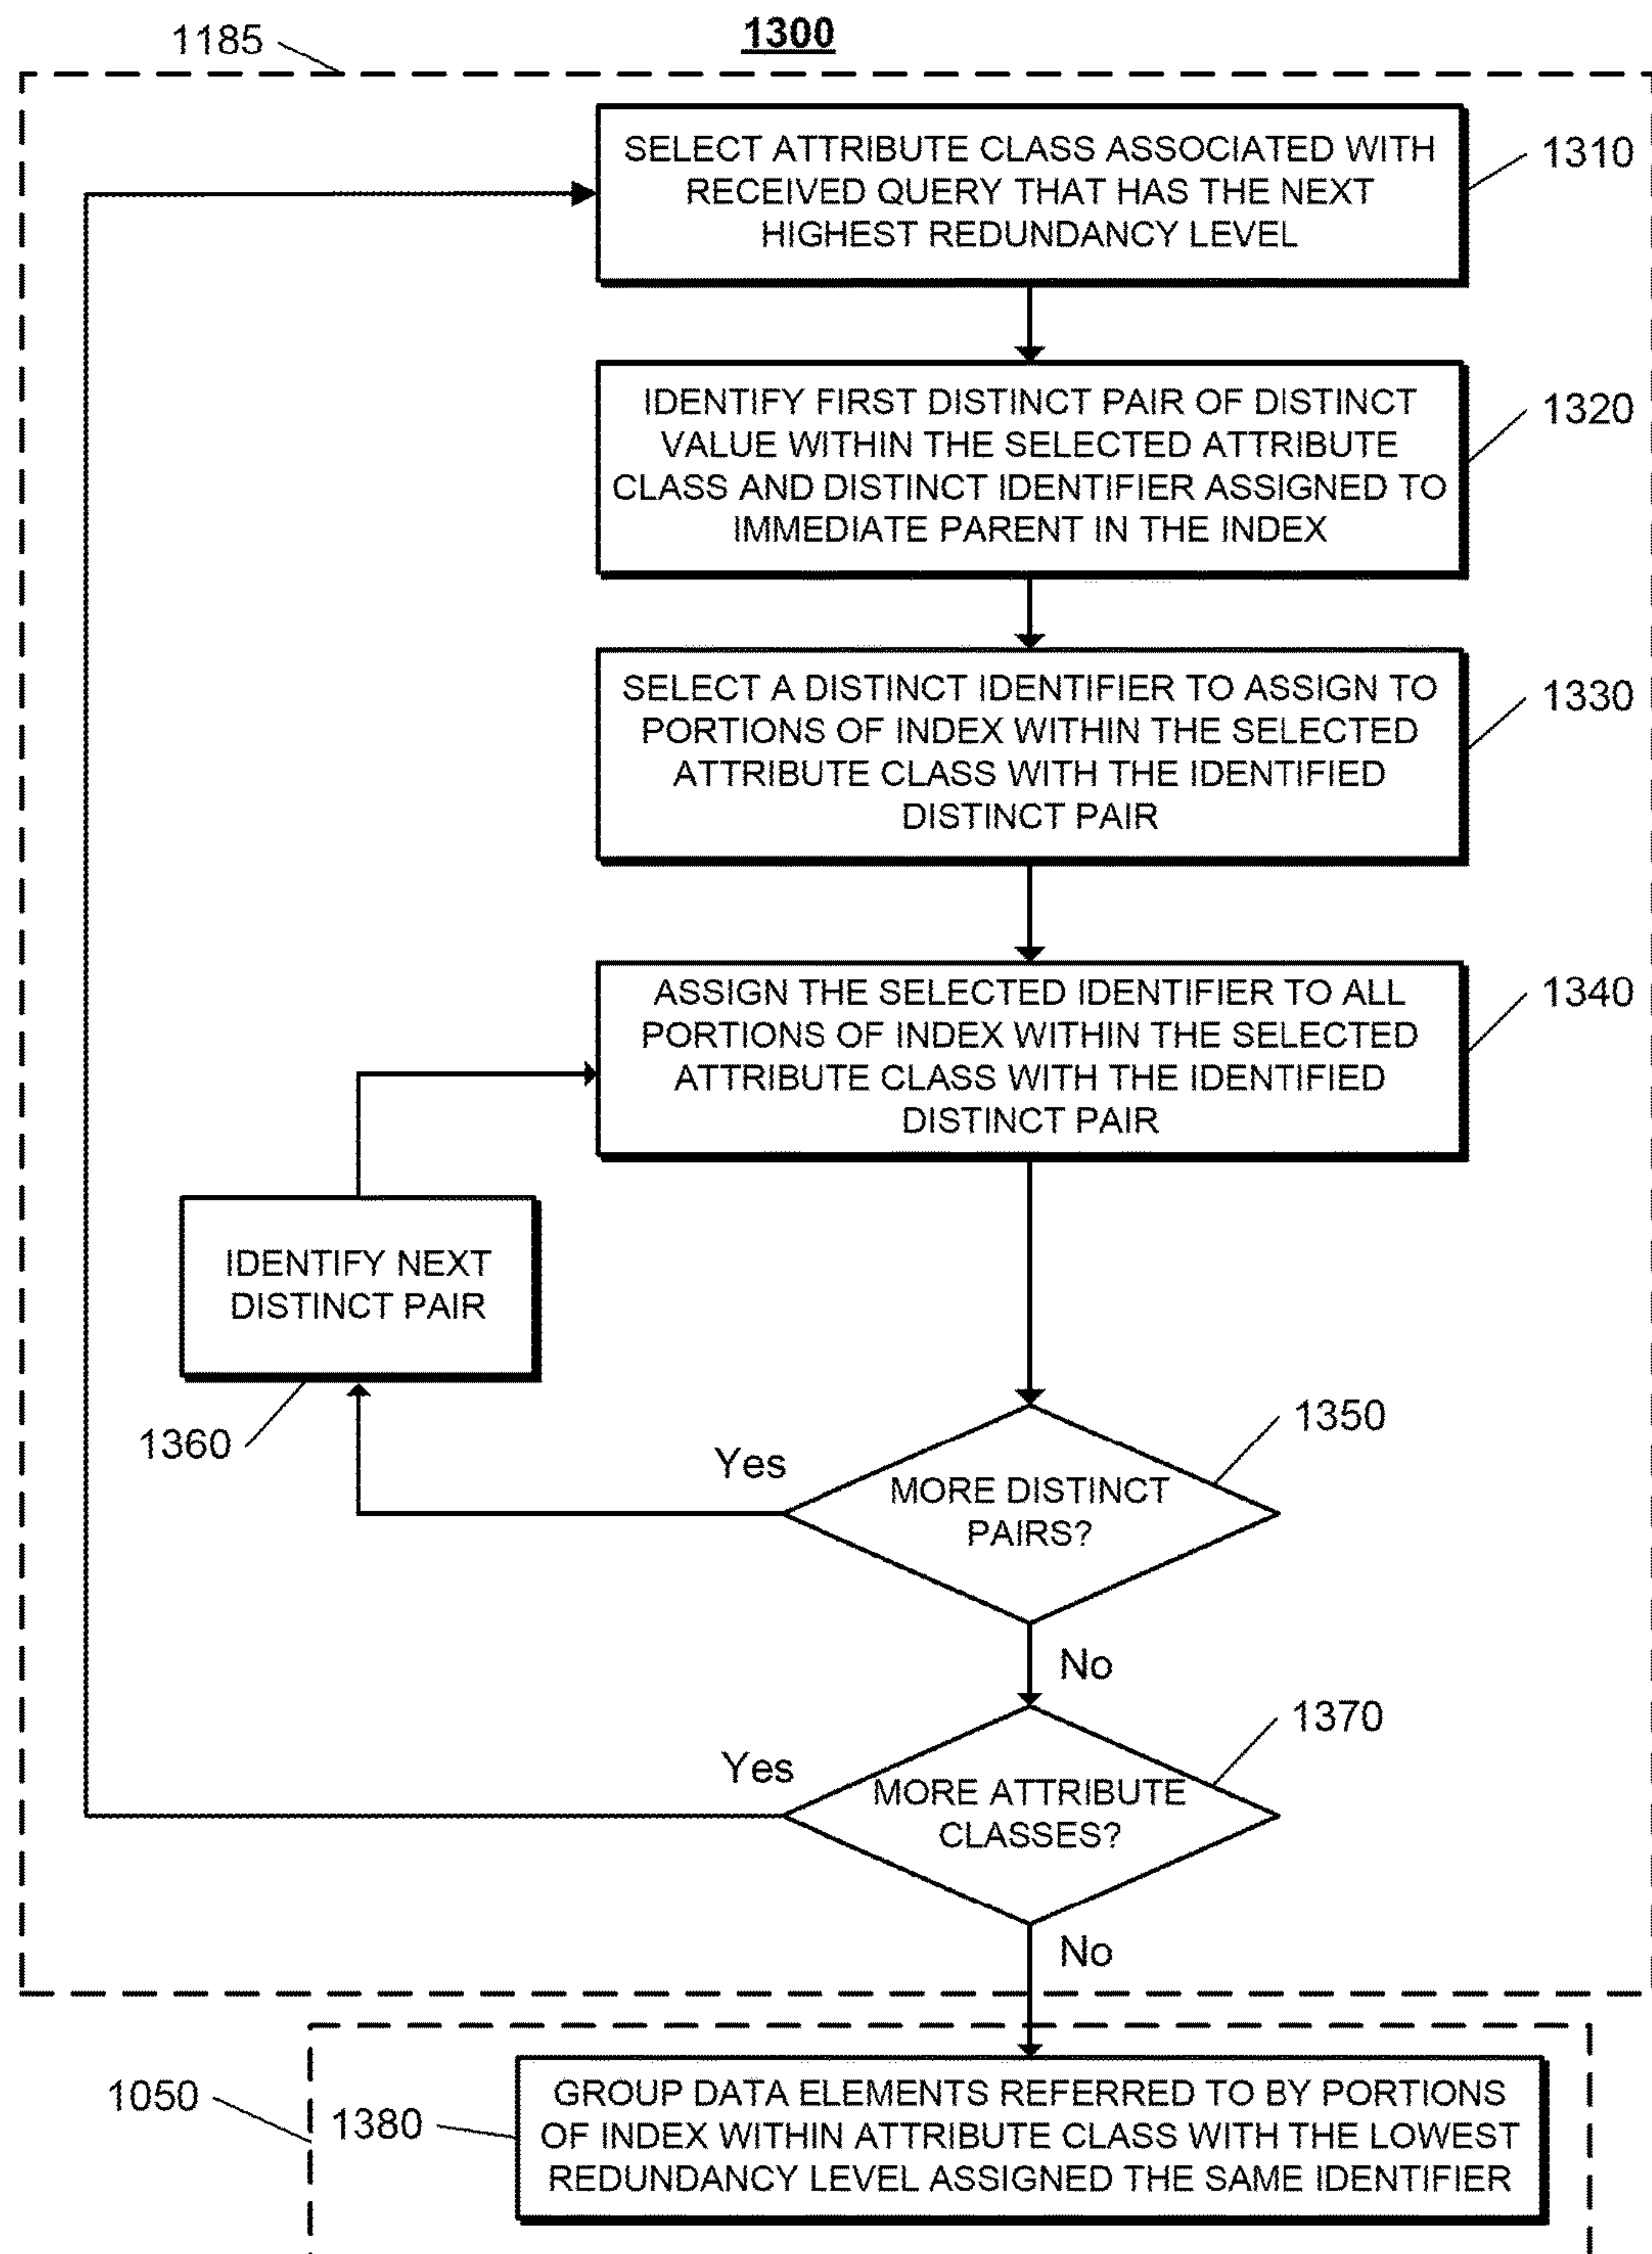 1300
1185
SELECT ATTRIBUTE CLASS ASSOCIATED WITH
RECEIVED QUERY THAT HAS THE NEXT
HIGHEST REDUNDANCY LEVEL
1310
IDENTIFY FIRST DISTINCT PAIR OF DISTINCT
VALUE WITHIN THE SELECTED ATTRIBUTE
CLASS AND DISTINCT IDENTIFIER ASSIGNED TO
IMMEDIATE PARENT IN THE INDEX
1320
SELECT A DISTINCT IDENTIFIER TO ASSIGN TO
PORTIONS OF INDEX WITHIN THE SELECTED
ATTRIBUTE CLASS WITH THE IDENTIFIED
DISTINCT PAIR
1330
ASSIGN THE SELECTED IDENTIFIER TO ALL
PORTIONS OF INDEX WITHIN THE SELECTED
ATTRIBUTE CLASS WITH THE IDENTIFIED
DISTINCT PAIR
1340
IDENTIFY NEXT
DISTINCT PAIR
1360
Yes
MORE DISTINCT
PAIRS?
1350
No
Yes
MORE ATTRIBUTE
CLASSES?
1370
No
1050
1380
GROUP DATA ELEMENTS REFERRED TO BY PORTIONS
OF INDEX WITHIN ATTRIBUTE CLASS WITH THE LOWEST
REDUNDANCY LEVEL ASSIGNED THE SAME IDENTIFIER